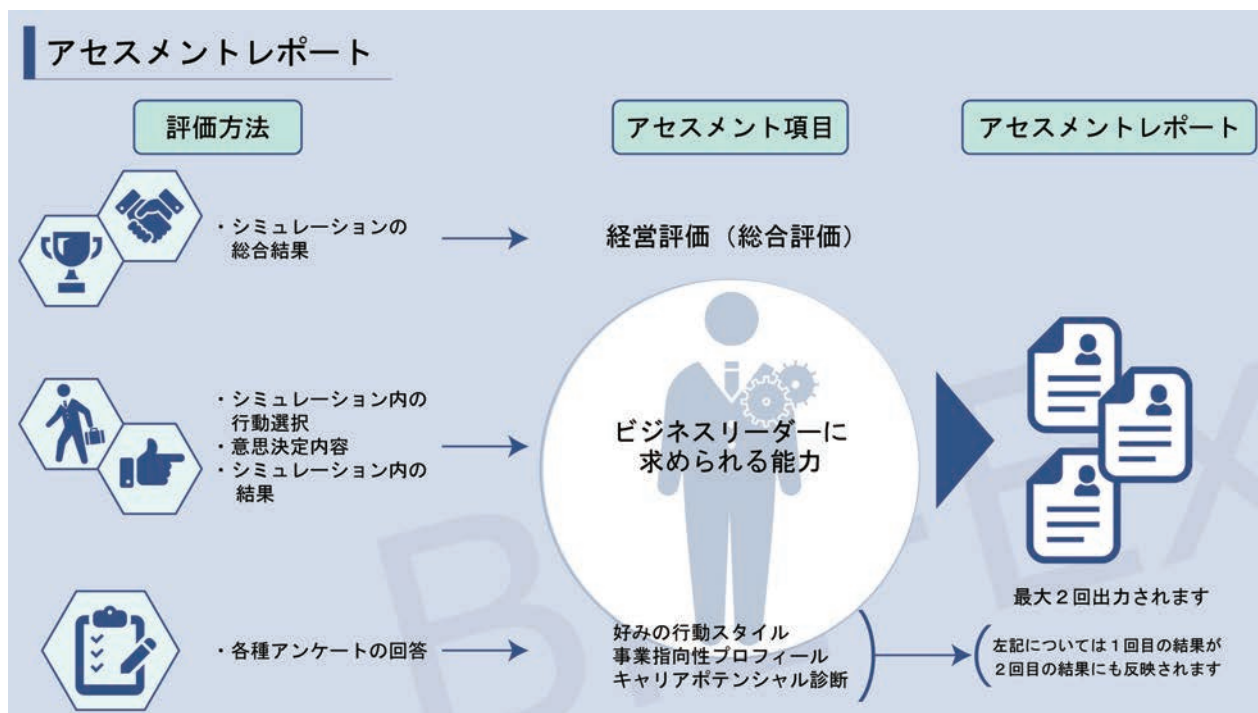 アセスメントレポート
評価方法
アセスメント項目
アセスメントレポート
・シミュレーションの
総合結果
経営評価（総合評価）
・シミュレーション内の
行動選択
・意思決定内容
・シミュレーション内の
結果
ビジネスリーダーに
求められる能力
最大２回出力されます
・各種アンケートの回答
好みの行動スタイル
事業指向性プロフィール
キャリアポテンシャル診断
左記については１回目の結果が
２回目の結果にも反映されます